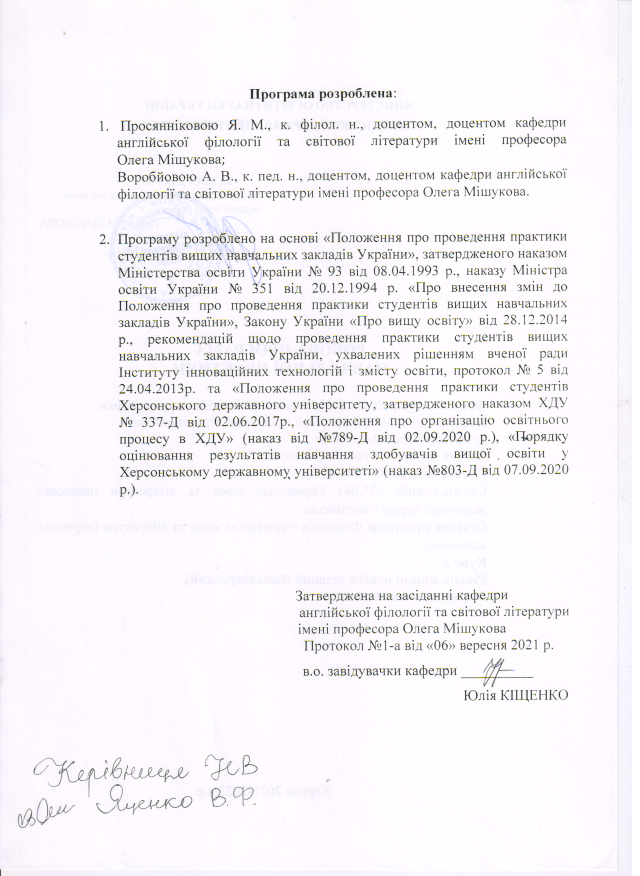 Програма розроблена:
1. Просянніковою Я. М., к. філол. н., доцентом, доцентом кафедри
англійської філології та світової літератури імені професора
Олега Мішукова;
Воробйовою А. В., к. пед. н., доцентом, доцентом кафедри англійської
філології та світової літератури імені професора Олега Мішукова.
2. Програму розроблено на основі «Положення про проведення практики
студентів вищих навчальних закладів України», затвердженого наказом
Міністерства освіти України № 93 від 08.04.1993 р., наказу Міністра
освіти України № 351 від 20.12.1994 р. «Про внесення змін до
Положення про проведення практики студентів вищих навчальних
закладів України», Закону України «Про вищу освіту» від 28.12.2014
р., рекомендацій щодо проведення практики студентів вищих
навчальних закладів України, ухвалених рішенням вченої ради
Інституту інноваційних технологій і змісту освіти, протокол № 5 від
24.04.2013р. та «Положення про проведення практики студентів
Херсонського державного університету, затвердженого наказом ХДУ
№ 337-Д від 02.06.2017р., «Положення про організацію освітнього
процесу в ХДУ» (наказ від №789-Д від 02.09.2020 р.), «Порядку
оцінювання результатів навчання здобувачів вищої освіти у
Херсонському державному університеті» (наказ №803-Д від 07.09.2020
р.).
Затверджена на засіданні кафедри
англійської філології та світової літератури
імені професора Олега Мішукова
Протокол №1-а від «06» вересня 2021 р.
в.о. завідувачки кафедри
Юлія КІЩЕНКО
Керівниця НВ
Яценко В.Ф.